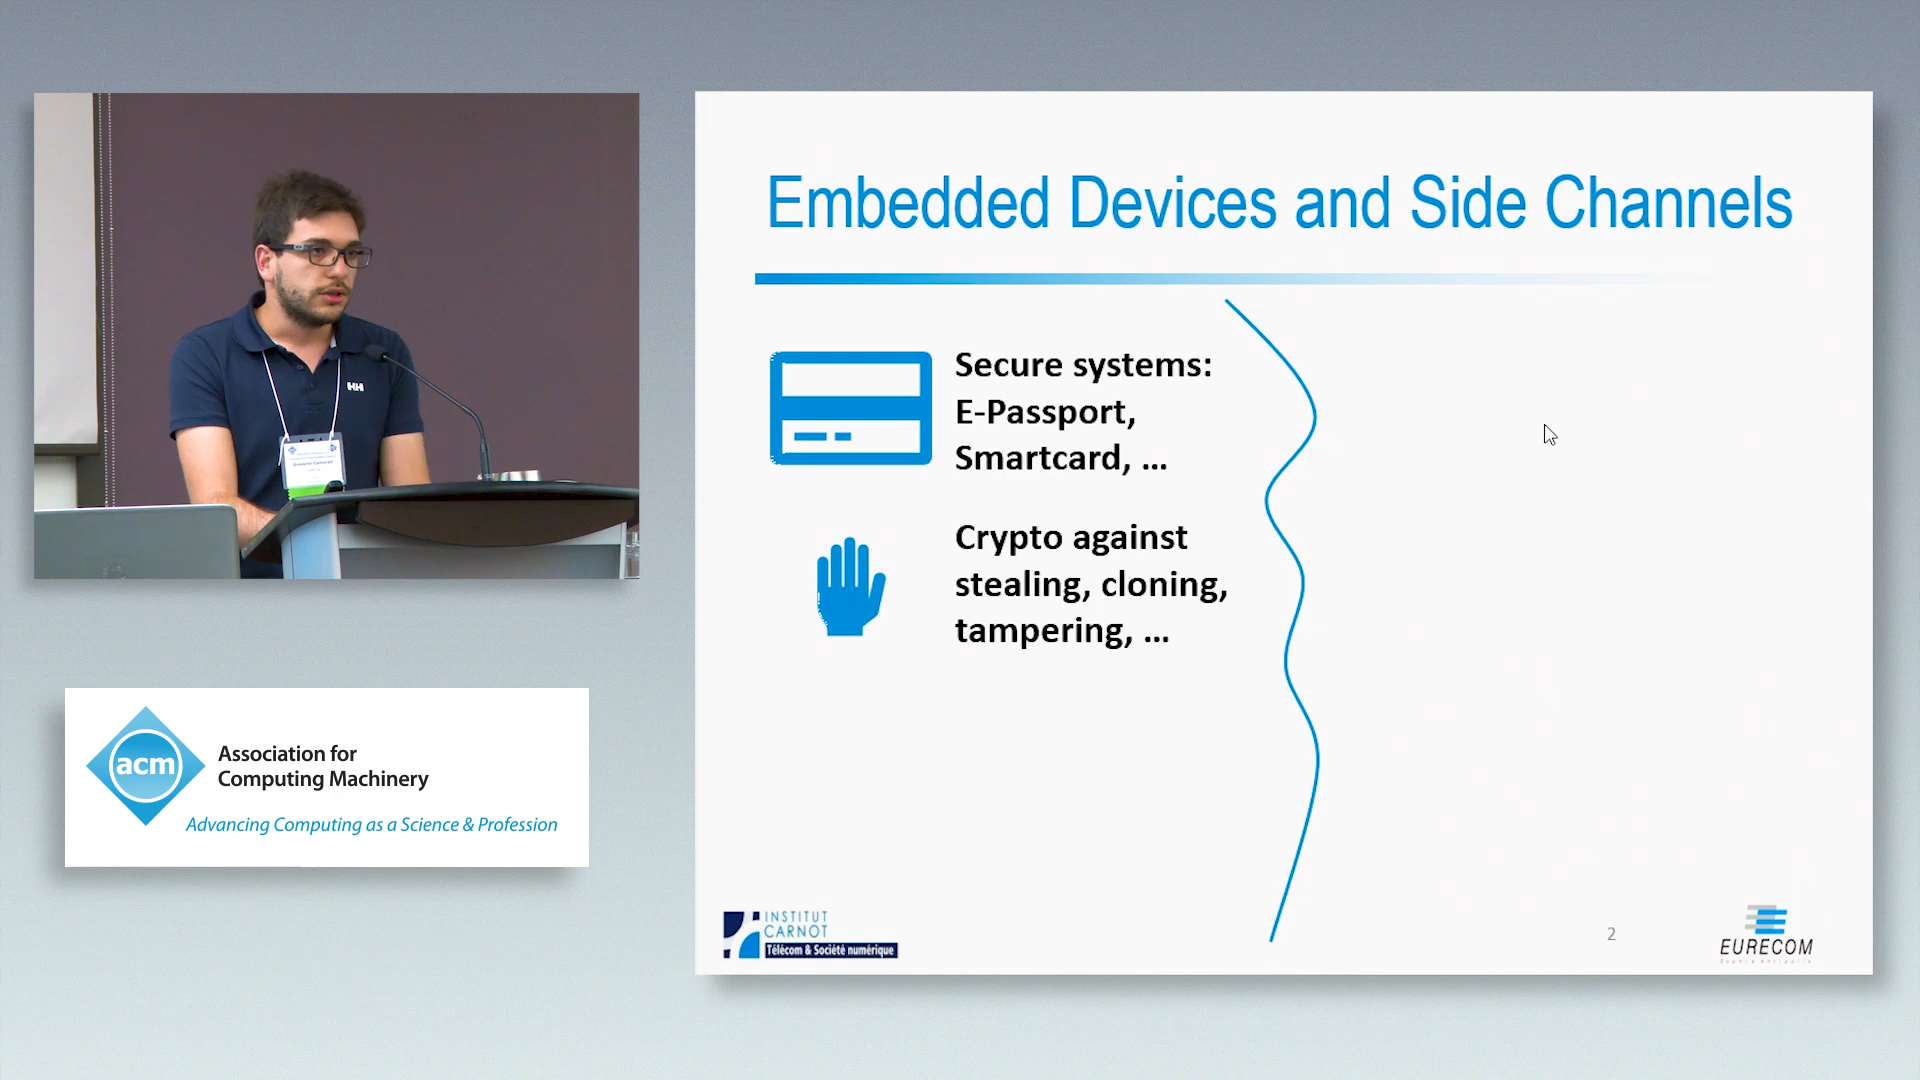 Embedded Devices and Side Channels
Secure systems:
E-Passport,
Smartcard, ...
Crypto against
stealing, cloning,
tampering, ...
HH
acm
Association for
Computing Machinery
Advancing Computing as a Science & Profession
INSTITUT
CARNOT
Télécom & Société numérique
2
EURECOM